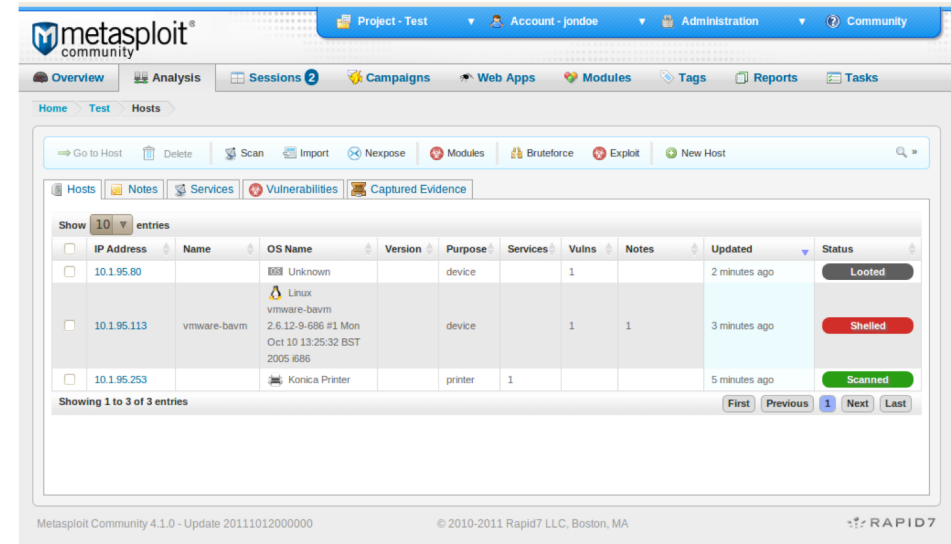 metasploit®
community
Project - Test ▼ Account - jondoe ▼ Administration ▼ Community
Overview Analysis Sessions 2 Campaigns Web Apps Modules Tags Reports Tasks
Home Test Hosts
Go to Host Delete Scan Import Nexpose Modules Bruteforce Exploit New Host »
Hosts Notes Services Vulnerabilities Captured Evidence
Show 10 ▼ entries
IP Address Name OS Name Version Purpose Services Vulns Notes Updated Status
10.1.95.80 Unknown device 1 2 minutes ago Looted
Linux
vmware-bavm
10.1.95.113 vmware-bavm 2.6.12-9-686 #1 Mon device 1 1 3 minutes ago Shelled
Oct 10 13:25:32 BST
2005 i686
10.1.95.253 Konica Printer printer 1 5 minutes ago Scanned
Showing 1 to 3 of 3 entries First Previous 1 Next Last
Metasploit Community 4.1.0 - Update 20111012000000 © 2010-2011 Rapid7 LLC, Boston, MA RAPID7